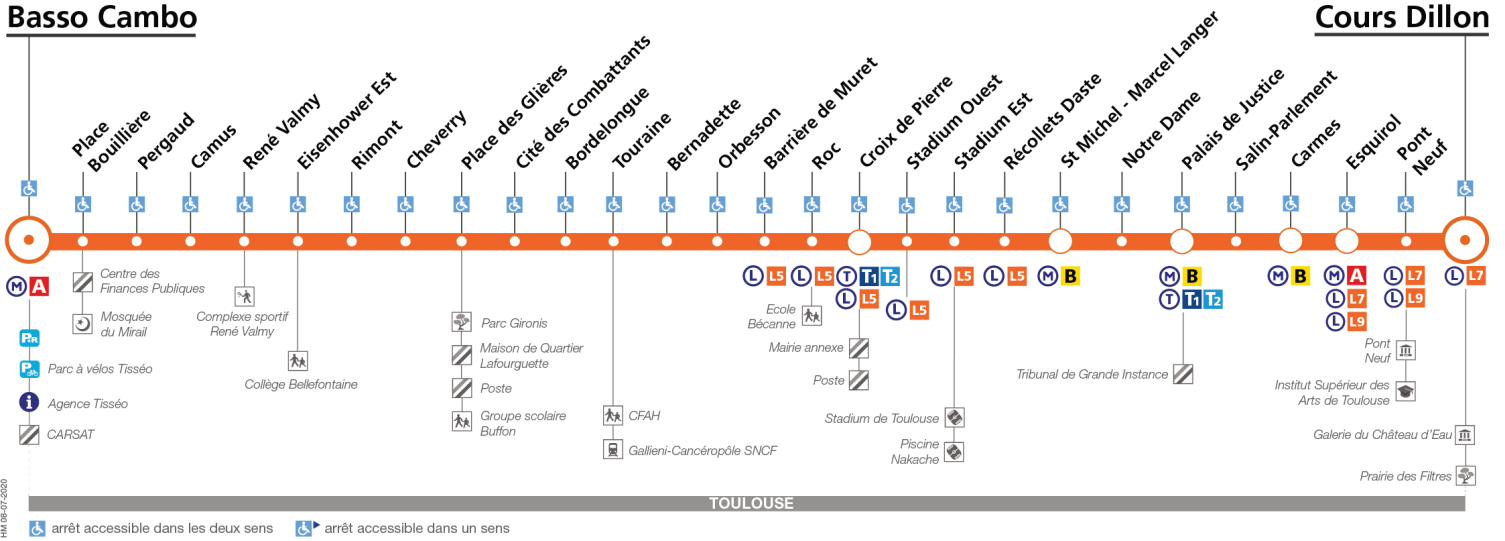 Basso Cambo
Cours Dillon
Place
Bouillière
Pergaud
Camus
René Valmy
Eisenhower Est
Rimont
Cheverry
Place des Glières
Cité des Combattants
Bordelongue
Touraine
Bernadette
Orbesson
Barrière de Muret
Roc
Croix de Pierre
Stadium Ouest
Stadium Est
Récollets Daste
St Michel - Marcel Langer
Notre Dame
Palais de Justice
Salin-Parlement
Carmes
Esquirol
Pont
Neuf
M A
L L5
L L5
T T1 T2
L L5
L L5
L L5
L L5
M B
M B
T T1 T2
M B
M A
L L7
L L9
L L7
L L9
L L7
P+R
P
Parc à vélos Tisséo
i
Agence Tisséo
CARSAT
Centre des
Finances Publiques
Mosquée
du Mirail
Complexe sportif
René Valmy
Collège Bellefontaine
Parc Gironis
Maison de Quartier
Lafourguette
Poste
Groupe scolaire
Buffon
CFAH
Gallieni-Cancéropôle SNCF
Ecole
Bécanne
Mairie annexe
Poste
Stadium de Toulouse
Piscine
Nakache
Tribunal de Grande Instance
Pont
Neuf
Institut Supérieur des
Arts de Toulouse
Galerie du Château d'Eau
Prairie des Filtres
TOULOUSE
HM 08-07-2020
arrêt accessible dans les deux sens
arrêt accessible dans un sens